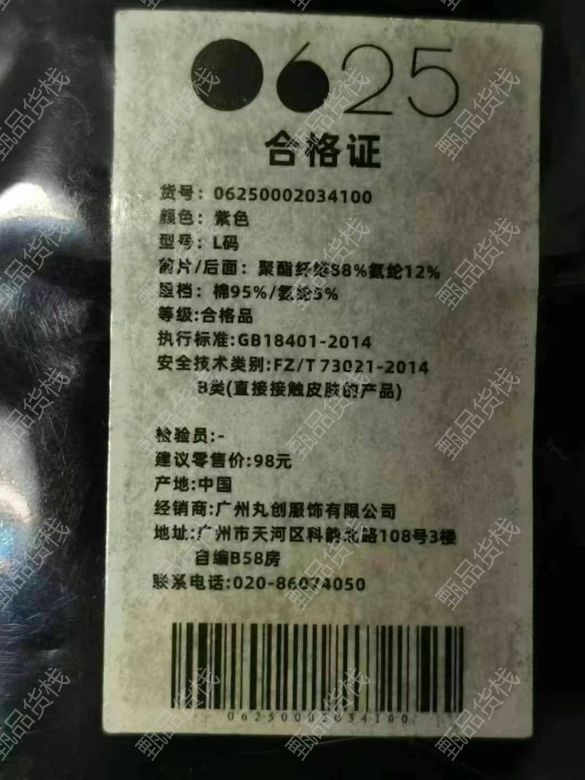 0625
合格证
货号：06250002034100
颜色：紫色
型号：L码
前片/后面：聚酯纤维88%氨纶12%
底档：棉95%/氨纶5%
等级:合格品
执行标准:GB18401-2014
安全技术类别:FZ/T 73021-2014
B类(直接接触皮肤的产品)
检验员:-
建议零售价:98元
产地:中国
经销商:广州丸创服饰有限公司
地址:广州市天河区科韵北路108号3楼
自编B58房
联系电话:020-86074050
06250002034100
甄品货栈